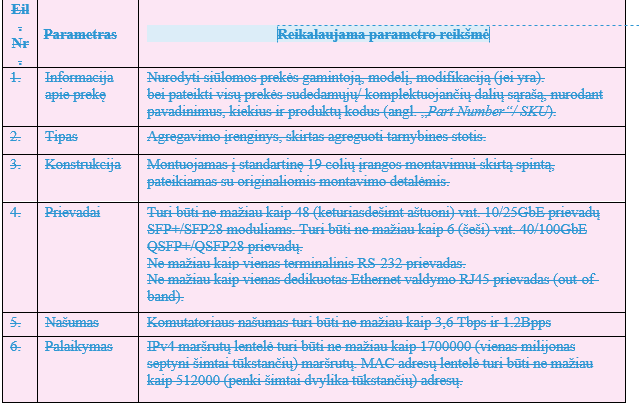 Eil
.
Nr
.
Parametras
Reikalaujama parametro reikšmė
1.
Informacija
apie prekę
Nurodyti siūlomos prekės gamintoją, modelį, modifikaciją (jei yra).
bei pateikti visų prekės sudedamųjų/ komplektuojančių dalių sąrašą, nurodant
pavadinimus, kiekius ir produktų kodus (angl. „Part Number“/ SKU).
2.
Tipas
Agregavimo įrenginys, skirtas agreguoti tarnybines stotis.
3.
Konstrukcija
Montuojamas į standartinę 19 colių įrangos montavimui skirtą spintą,
pateikiamas su originaliomis montavimo detalėmis.
4.
Prievadai
Turi būti ne mažiau kaip 48 (keturiasdešimt aštuoni) vnt. 10/25GbE prievadų
SFP+/SFP28 moduliams. Turi būti ne mažiau kaip 6 (šeši) vnt. 40/100GbE
QSFP+/QSFP28 prievadų.
Ne mažiau kaip vienas terminalinis RS-232 prievadas.
Ne mažiau kaip vienas dedikuotas Ethernet valdymo RJ45 prievadas (out-of-
band).
5.
Našumas
Komutatoriaus našumas turi būti ne mažiau kaip 3,6 Tbps ir 1.2Bpps
6.
Palaikymas
IPv4 maršrutų lentelė turi būti ne mažiau kaip 1700000 (vienas milijonas
septyni šimtai tūkstančių) maršrutų. MAC adresų lentelė turi būti ne mažiau
kaip 512000 (penki šimtai dvylika tūkstančių) adresų.